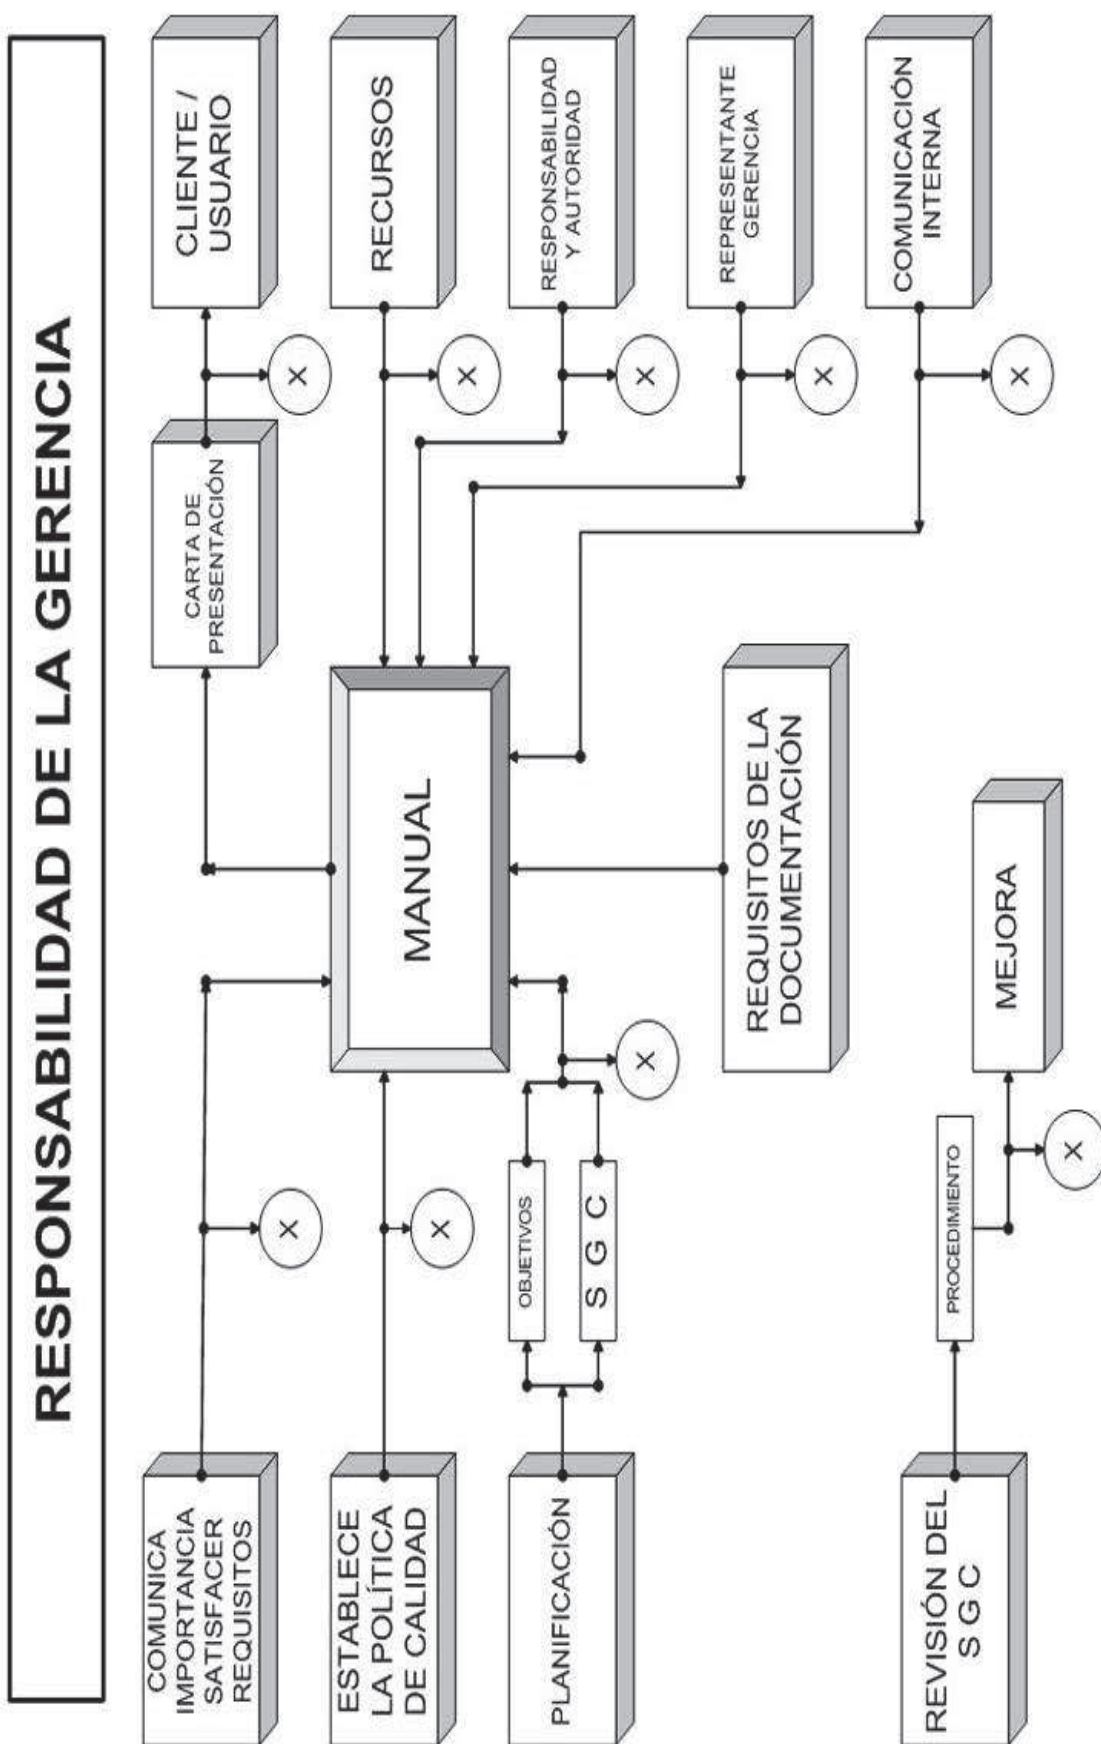 RESPONSABILIDAD DE LA GERENCIA
COMUNICA
IMPORTANCIA
SATISFACER
REQUISITOS
X
CARTA DE
PRESENTACIÓN
X
CLIENTE /
USUARIO
ESTABLECE
LA POLÍTICA
DE CALIDAD
X
MANUAL
X
RECURSOS
PLANIFICACIÓN
OBJETIVOS
S G C
X
X
RESPONSABILIDAD
Y AUTORIDAD
REQUISITOS DE LA
DOCUMENTACIÓN
X
REPRESENTANTE
GERENCIA
X
COMUNICACIÓN
INTERNA
REVISIÓN DEL
S G C
PROCEDIMIENTO
X
MEJORA